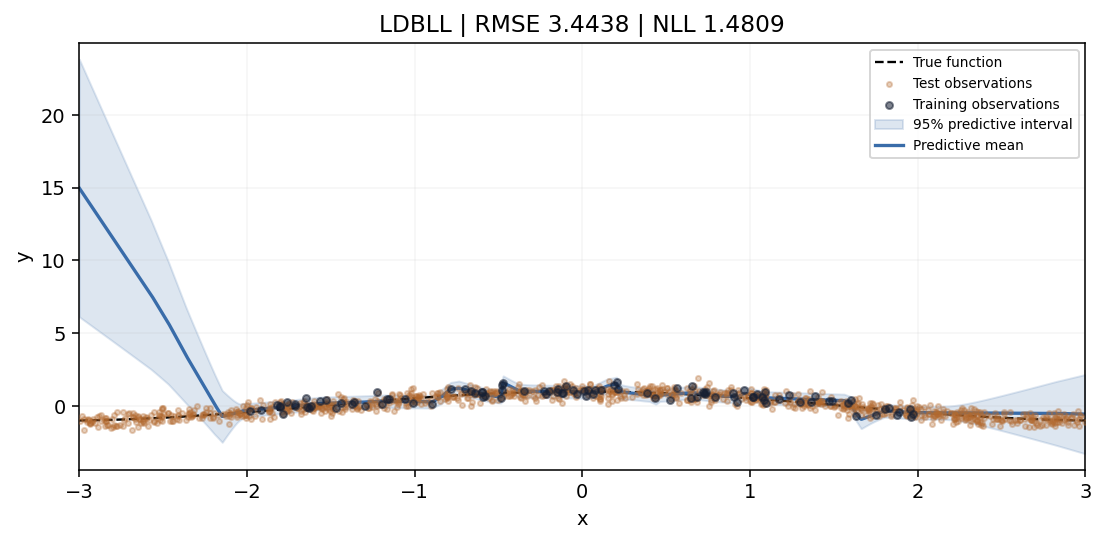 LDBLL | RMSE 3.4438 | NLL 1.4809
True function
Test observations
Training observations
95% predictive interval
Predictive mean
y
20
15
10
5
0
−3
−2
−1
0
1
2
3
x